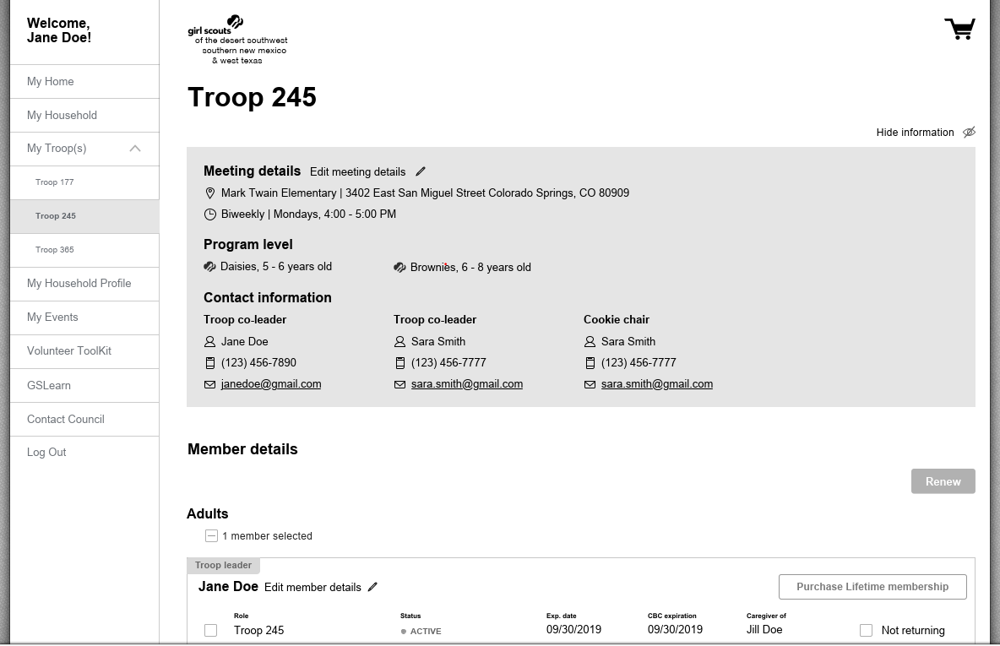 Welcome,
Jane Doe!
My Home
My Household
My Troop(s)
Troop 177
Troop 245
Troop 365
My Household Profile
My Events
Volunteer ToolKit
GSLearn
Contact Council
Log Out
girl scouts
of the desert southwest
southern new mexico
& west texas
Troop 245
Hide information
Meeting details Edit meeting details
Mark Twain Elementary | 3402 East San Miguel Street Colorado Springs, CO 80909
Biweekly | Mondays, 4:00 - 5:00 PM
Program level
Daisies, 5 - 6 years old Brownies, 6 - 8 years old
Contact information
Troop co-leader Troop co-leader Cookie chair
Jane Doe Sara Smith Sara Smith
(123) 456-7890 (123) 456-7777 (123) 456-7777
janedoe@gmail.com sara.smith@gmail.com sara.smith@gmail.com
Member details
Renew
Adults
1 member selected
Troop leader
Jane Doe Edit member details Purchase Lifetime membership
Role Status Exp. date CBC expiration Caregiver of
Troop 245 ACTIVE 09/30/2019 09/30/2019 Jill Doe Not returning